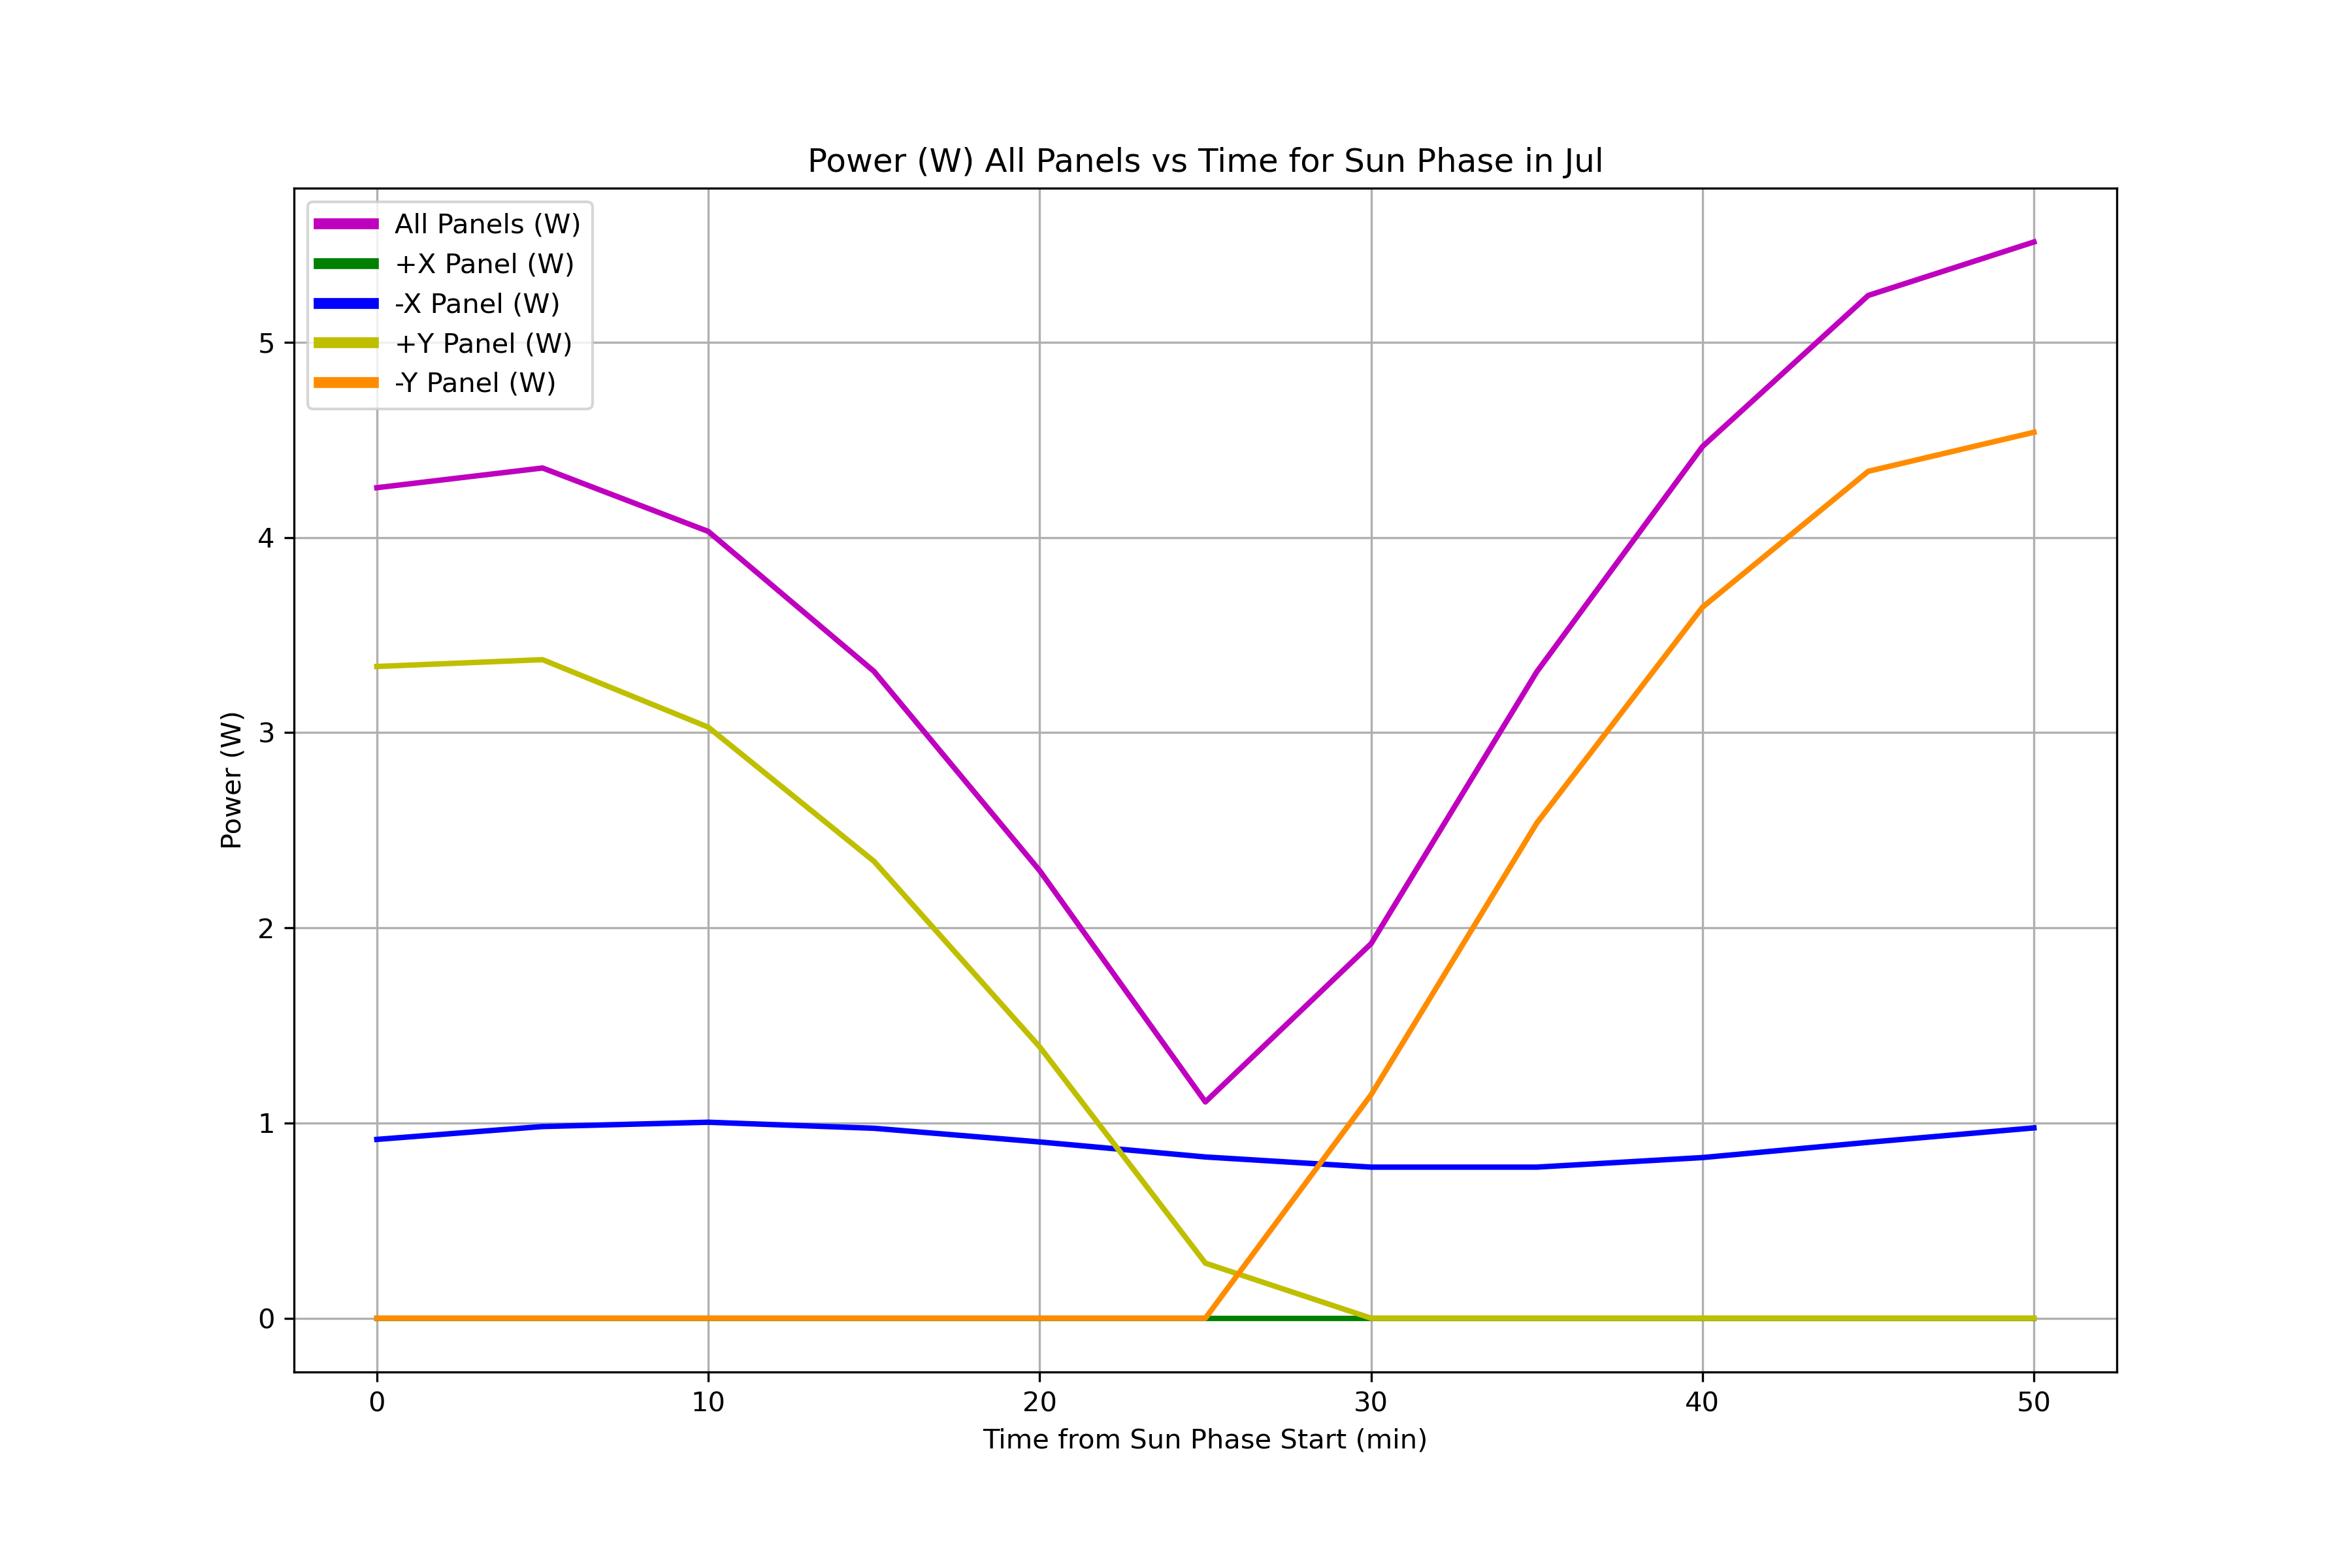 Power (W) All Panels vs Time for Sun Phase in Jul
All Panels (W)
+X Panel (W)
-X Panel (W)
+Y Panel (W)
-Y Panel (W)
5
4
3
2
1
0
Power (W)
0 10 20 30 40 50
Time from Sun Phase Start (min)